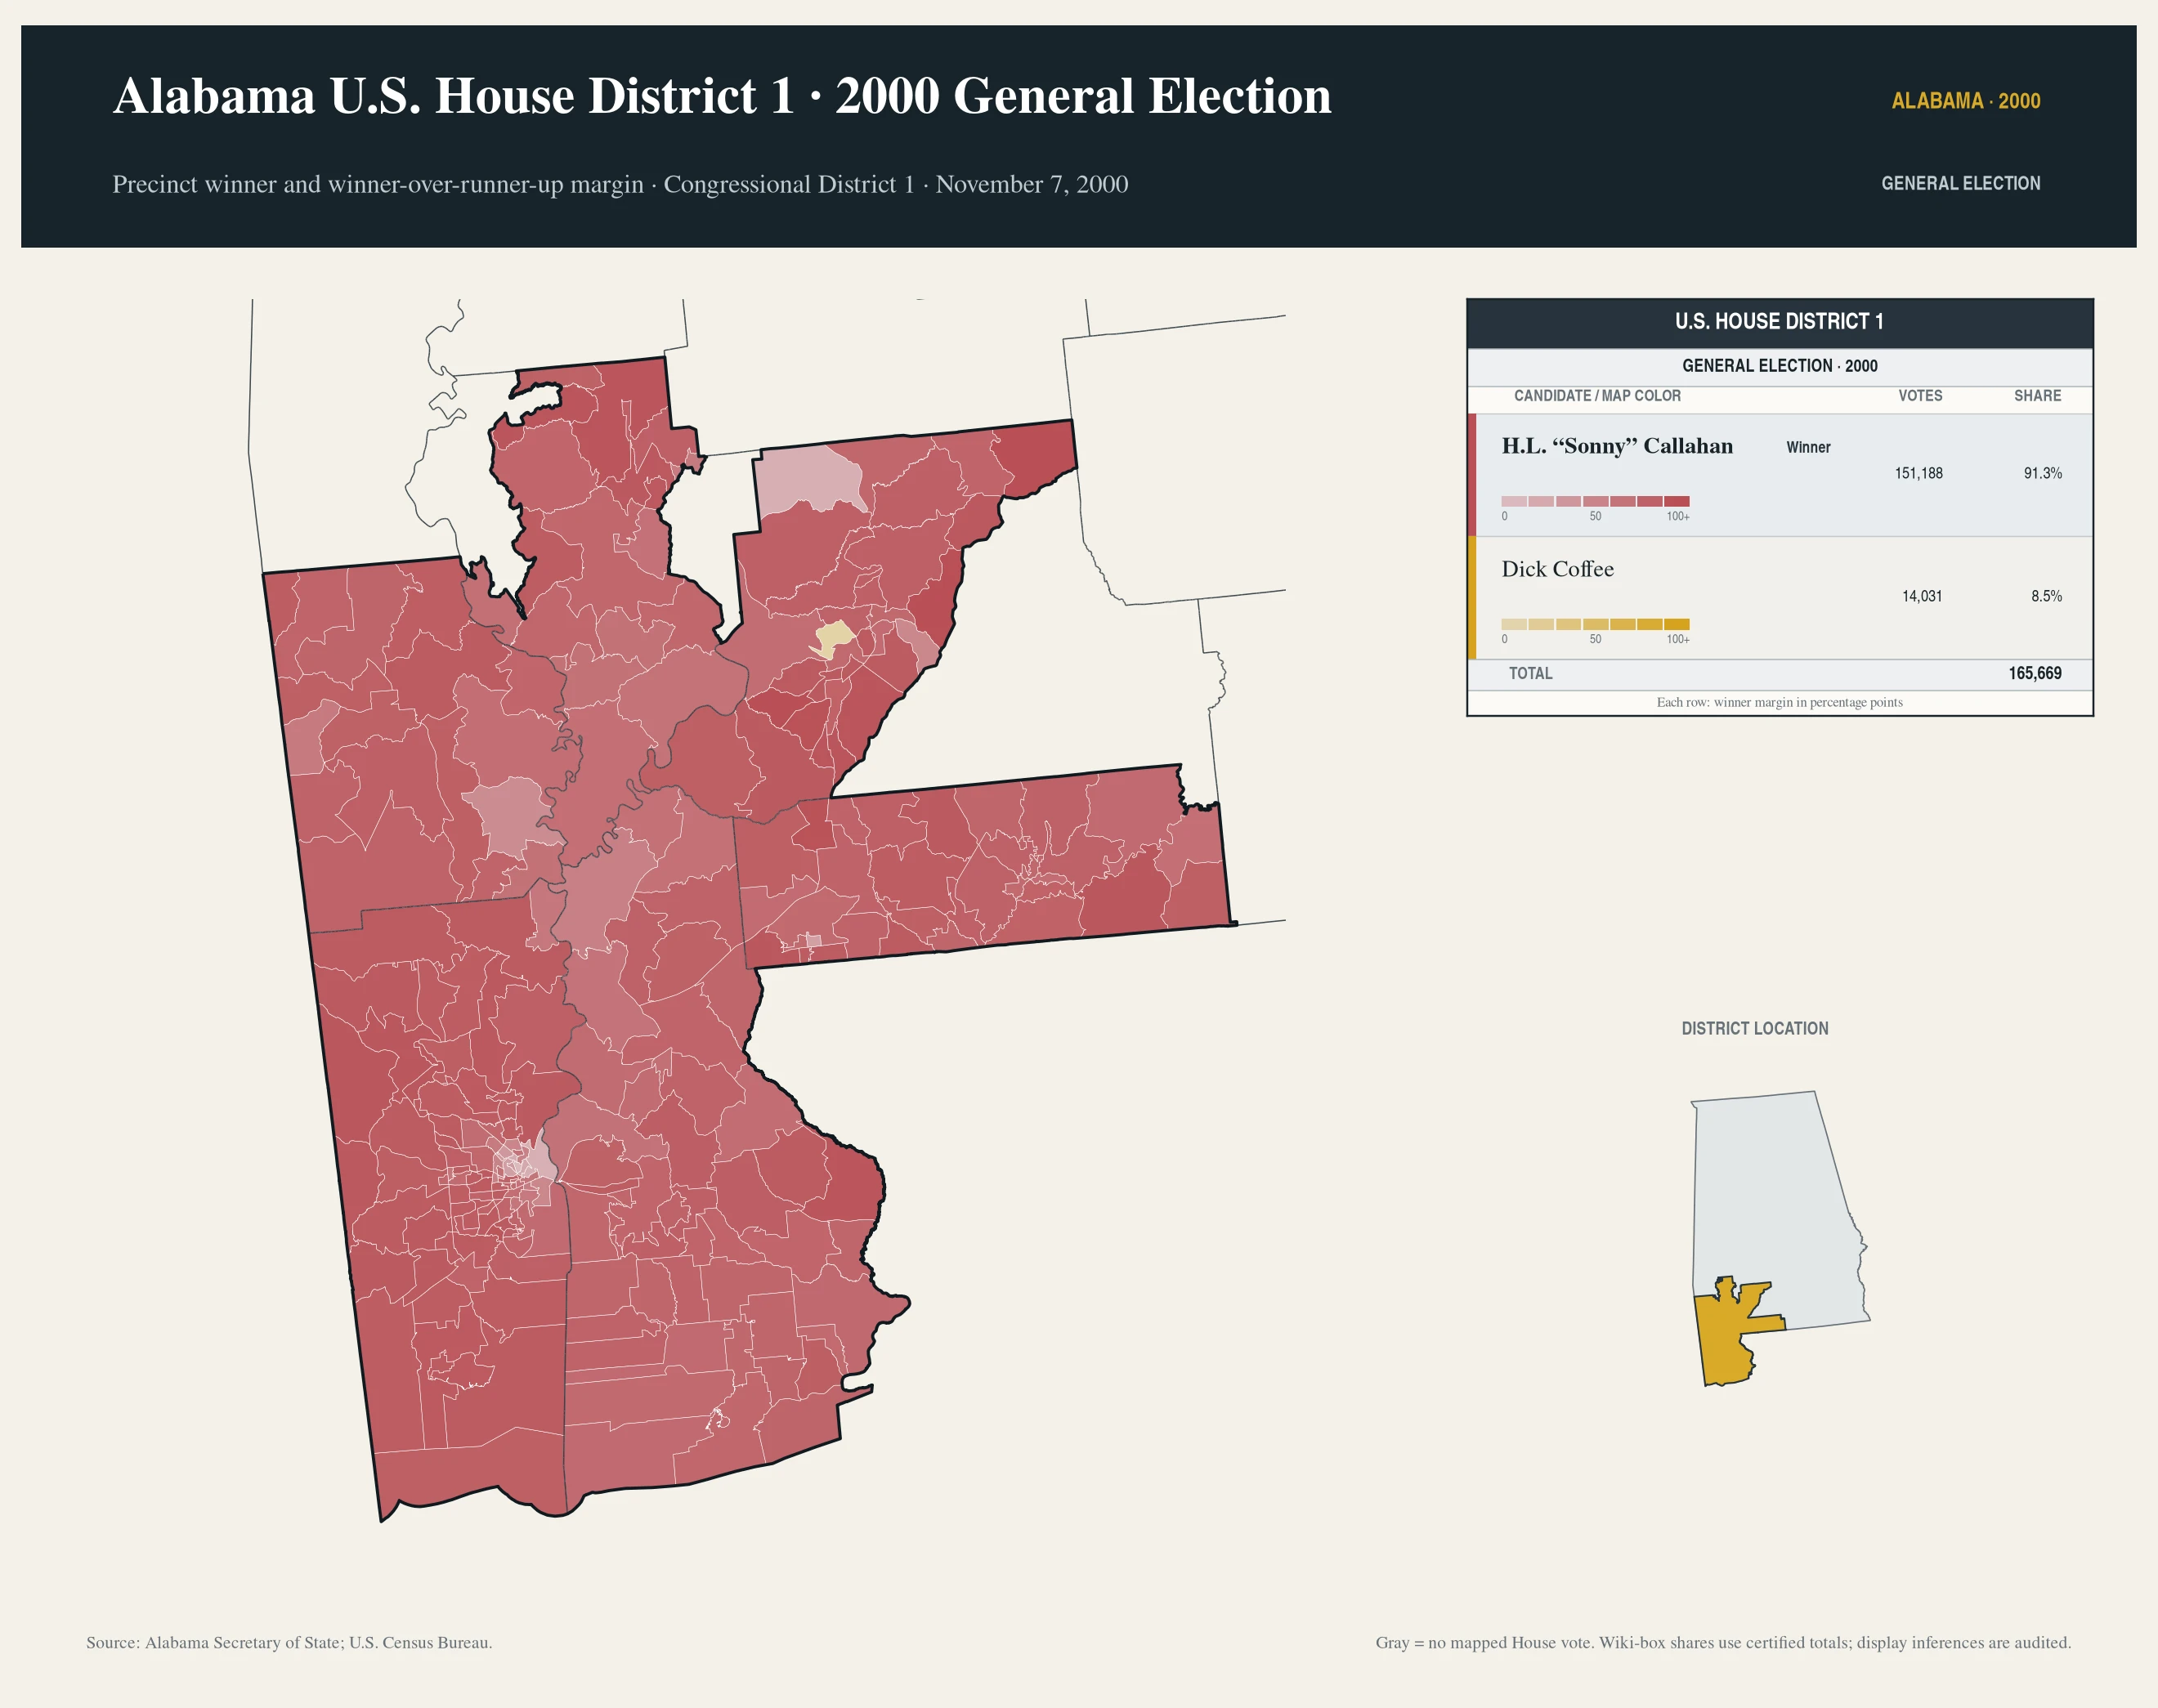 Alabama U.S. House District 1 · 2000 General Election
ALABAMA · 2000
Precinct winner and winner-over-runner-up margin · Congressional District 1 · November 7, 2000
GENERAL ELECTION
U.S. HOUSE DISTRICT 1
GENERAL ELECTION · 2000
CANDIDATE / MAP COLOR VOTES SHARE
H.L. “Sonny” Callahan Winner
151,188 91.3%
0 50 100+
Dick Coffee
14,031 8.5%
0 50 100+
TOTAL 165,669
Each row: winner margin in percentage points
DISTRICT LOCATION
Source: Alabama Secretary of State; U.S. Census Bureau.
Gray = no mapped House vote. Wiki-box shares use certified totals; display inferences are audited.